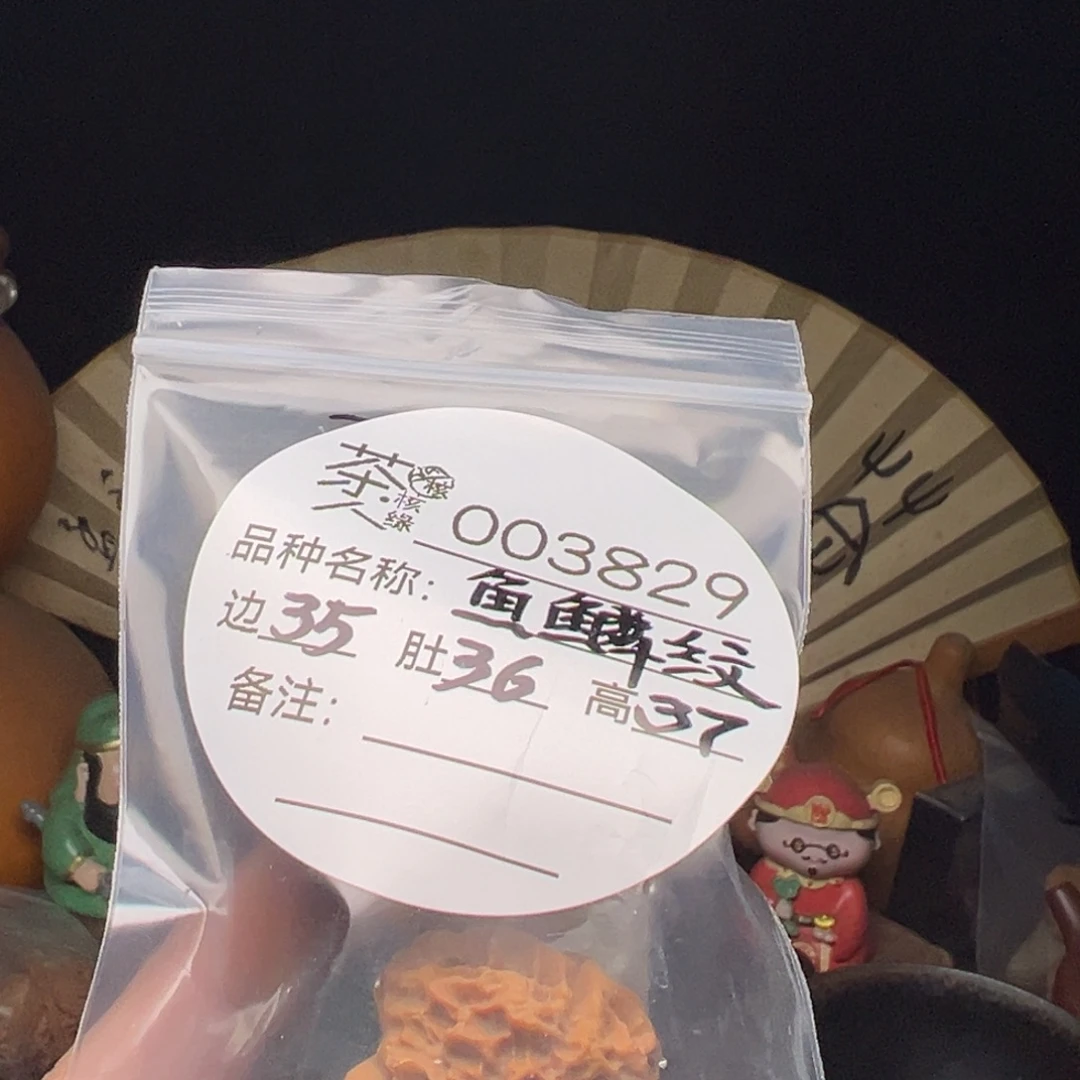 茶
核
缘
003829
品种名称：鱼鳞纹
边35 肚36 高37
备注：